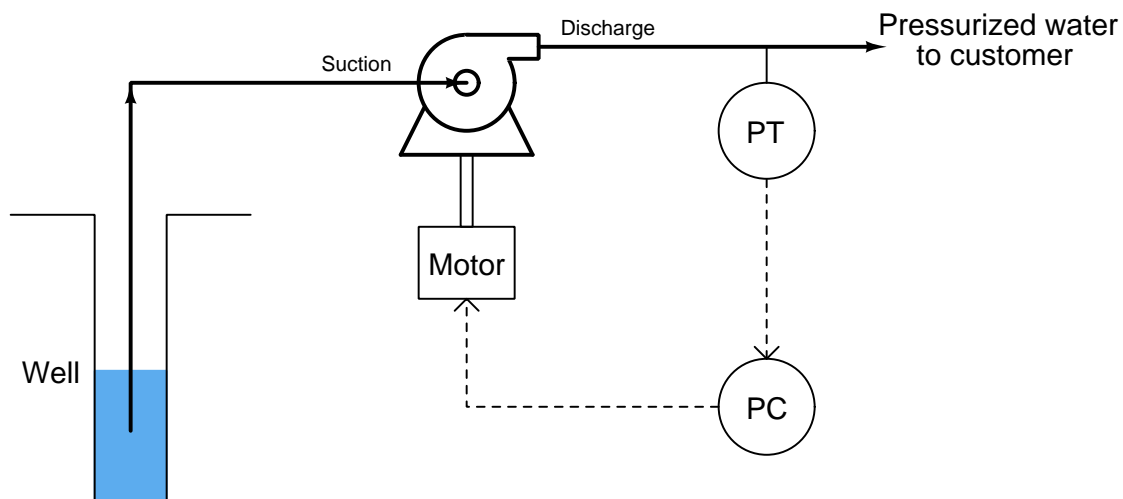 Pressurized water
to customer
Discharge
Suction
PT
Motor
Well
PC